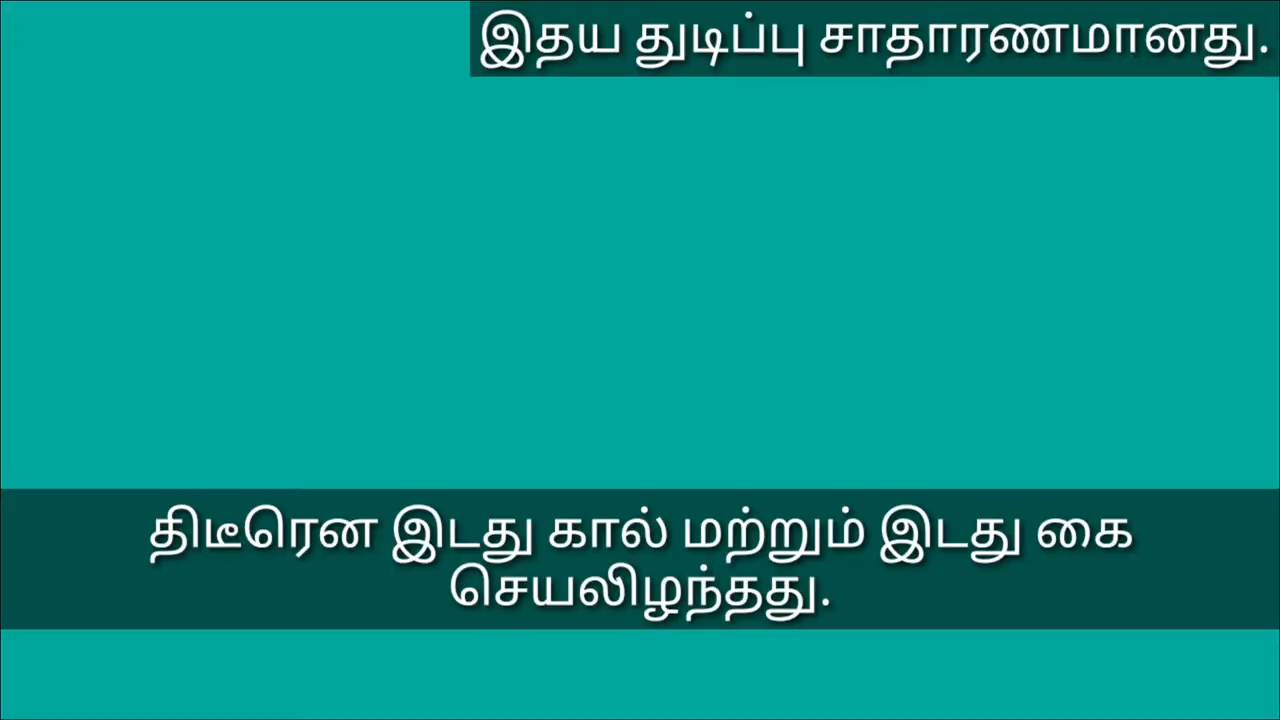 இதய துடிப்பு சாதாரணமானது.
திடீரென இடது கால் மற்றும் இடது கை
செயலிழந்தது.